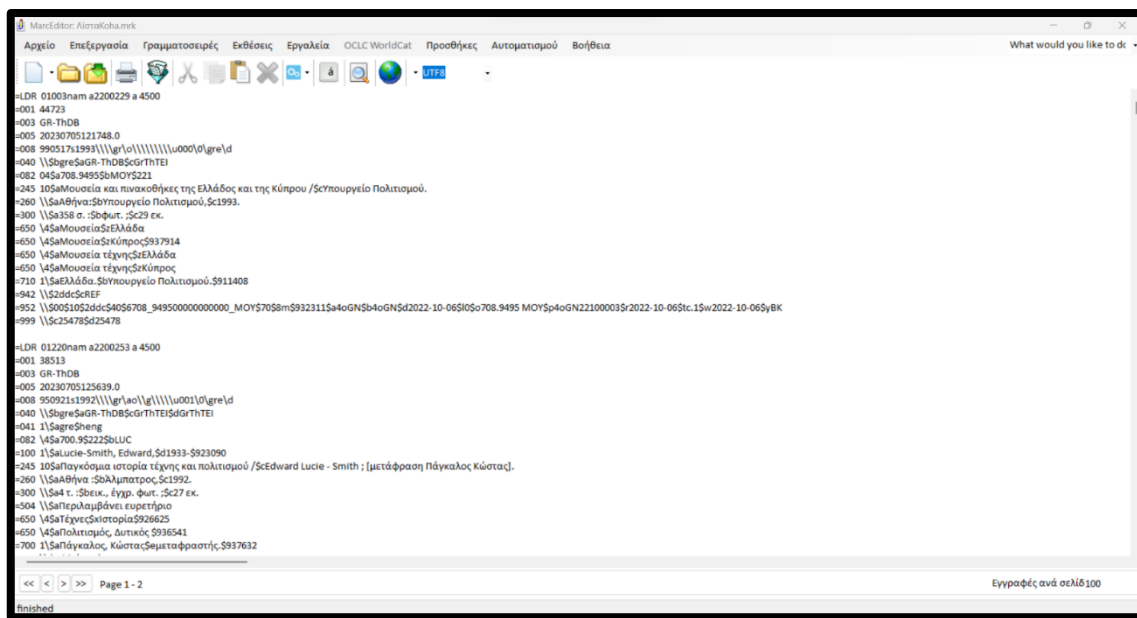 MarcEditor: ΛίσταKoha.mrk
Αρχείο Επεξεργασία Γραμματοσειρές Εκθέσεις Εργαλεία OCLC WorldCat Προσθήκες Αυτοματισμού Βοήθεια What would you like to dc
UTF8
=LDR 01003nam a2200229 a 4500
=001 44723
=003 GR-ThDB
=005 20230705121748.0
=008 990517s1993\\\\gr\o\\\\\\\\\u000\0\gre\d
=040 \\$bgre$aGR-ThDB$cGrThTEI
=082 04$a708.9495$bMOY$221
=245 10$aΜουσεία και πινακοθήκες της Ελλάδος και της Κύπρου /$cΥπουργείο Πολιτισμού.
=260 \\$aΑθήνα:$bΥπουργείο Πολιτισμού,$c1993.
=300 \\$a358 σ. :$bφωτ. ;$c29 εκ.
=650 \4$aΜουσεία$zΕλλάδα
=650 \4$aΜουσεία$zΚύπρος$937914
=650 \4$aΜουσεία τέχνης$zΕλλάδα
=650 \4$aΜουσεία τέχνης$zΚύπρος
=710 1\$aΕλλάδα.$bΥπουργείο Πολιτισμού.$911408
=942 \\$2ddc$cREF
=952 \\$00$10$2ddc$40$6708_949500000000000_MOY$70$8m$932311$a4oGN$b4oGN$d2022-10-06$l0$o708.9495 MOY$p4oGN22100003$r2022-10-06$tc.1$w2022-10-06$yBK
=999 \\$c25478$d25478
=LDR 01220nam a2200253 a 4500
=001 38513
=003 GR-ThDB
=005 20230705125639.0
=008 950921s1992\\\\gr\ao\\g\\\\\u001\0\gre\d
=040 \\$bgre$aGR-ThDB$cGrThTEI$dGrThTEI
=041 1\$agre$heng
=082 \4$a700.9$222$bLUC
=100 1\$aLucie-Smith, Edward,$d1933-$923090
=245 10$aΠαγκόσμια ιστορία τέχνης και πολιτισμού /$cEdward Lucie - Smith ; [μετάφραση Πάγκαλος Κώστας].
=260 \\$aΑθήνα :$bΆλμπατρος,$c1992.
=300 \\$a4 τ. :$bεικ., έγχρ. φωτ. ;$c27 εκ.
=504 \\$aΠεριλαμβάνει ευρετήριο
=650 \4$aΤέχνες$xΙστορία$926625
=650 \4$aΠολιτισμός, Δυτικός $936541
=700 1\$aΠάγκαλος, Κώστας$eμεταφραστής.$937632
<< < > >> Page 1 - 2 Εγγραφές ανά σελίδ100
finished